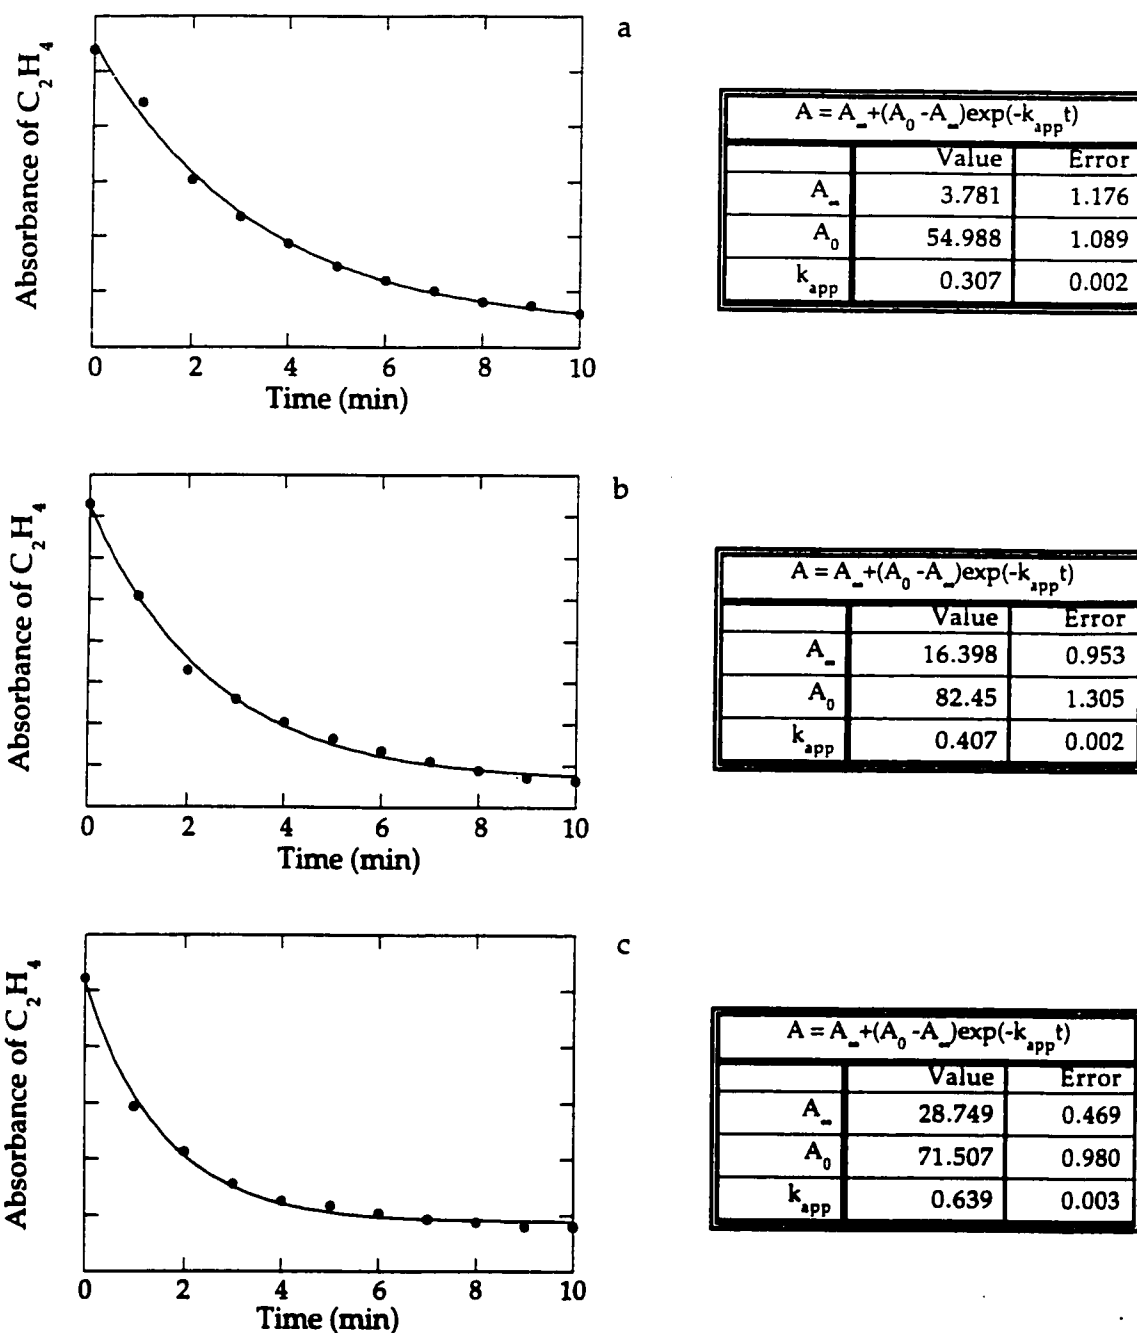 a
Absorbance of C₂H₄
0 2 4 6 8 10
Time (min)
A = A∞+(A₀ -A∞)exp(-kₐₚₚt)
Value Error
A∞ 3.781 1.176
A₀ 54.988 1.089
kₐₚₚ 0.307 0.002
b
Absorbance of C₂H₄
0 2 4 6 8 10
Time (min)
A = A∞+(A₀ -A∞)exp(-kₐₚₚt)
Value Error
A∞ 16.398 0.953
A₀ 82.45 1.305
kₐₚₚ 0.407 0.002
c
Absorbance of C₂H₄
0 2 4 6 8 10
Time (min)
A = A∞+(A₀ -A∞)exp(-kₐₚₚt)
Value Error
A∞ 28.749 0.469
A₀ 71.507 0.980
kₐₚₚ 0.639 0.003